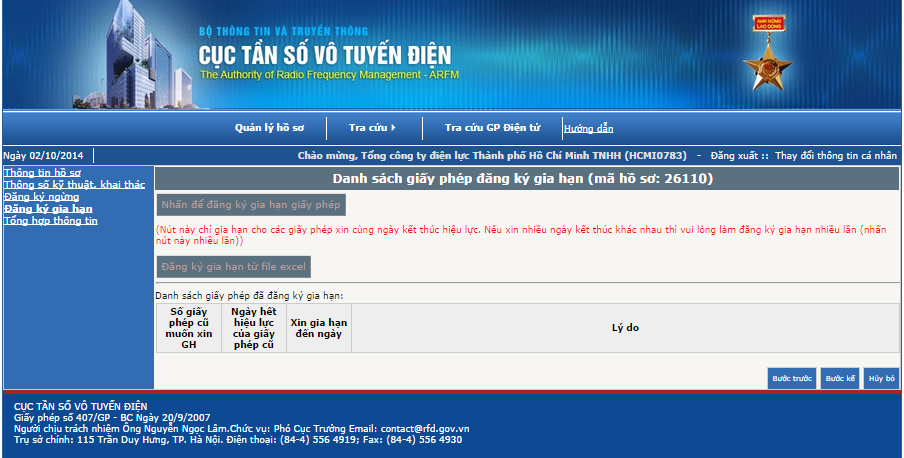 BỘ THÔNG TIN VÀ TRUYỀN THÔNG
CỤC TẦN SỐ VÔ TUYẾN ĐIỆN
The Authority of Radio Frequency Management - ARFM
ANH HÙNG
LAO ĐỘNG
Quản lý hồ sơ
Tra cứu
Tra cứu GP Điện tử
Hướng dẫn
Ngày 02/10/2014
Chào mừng, Tổng công ty điện lực Thành phố Hồ Chí Minh TNHH (HCMI0783) - Đăng xuất :: Thay đổi thông tin cá nhân
Thông tin hồ sơ
Thông số kỹ thuật, khai thác
Đăng ký ngừng
Đăng ký gia hạn
Tổng hợp thông tin
Danh sách giấy phép đăng ký gia hạn (mã hồ sơ: 26110)
Nhấn để đăng ký gia hạn giấy phép
(Nút này chỉ gia hạn cho các giấy phép xin cùng ngày kết thúc hiệu lực. Nếu xin nhiều ngày kết thúc khác nhau thì vui lòng làm đăng ký gia hạn nhiều lần (nhấn
nút này nhiều lần))
Đăng ký gia hạn từ file excel
Danh sách giấy phép đã đăng ký gia hạn:
Số giấy
phép cũ
muốn xin
GH
Ngày hết
hiệu lực
của giấy
phép cũ
Xin gia hạn
đến ngày
Lý do
Bước trước
Bước kế
Hủy bỏ
CỤC TẦN SỐ VÔ TUYẾN ĐIỆN
Giấy phép số 407/GP - BC Ngày 20/9/2007
Người chịu trách nhiệm Ông Nguyễn Ngọc Lâm.Chức vụ: Phó Cục Trưởng Email: contact@rfd.gov.vn
Trụ sở chính: 115 Trần Duy Hưng, TP. Hà Nội. Điện thoại: (84-4) 556 4919; Fax: (84-4) 556 4930